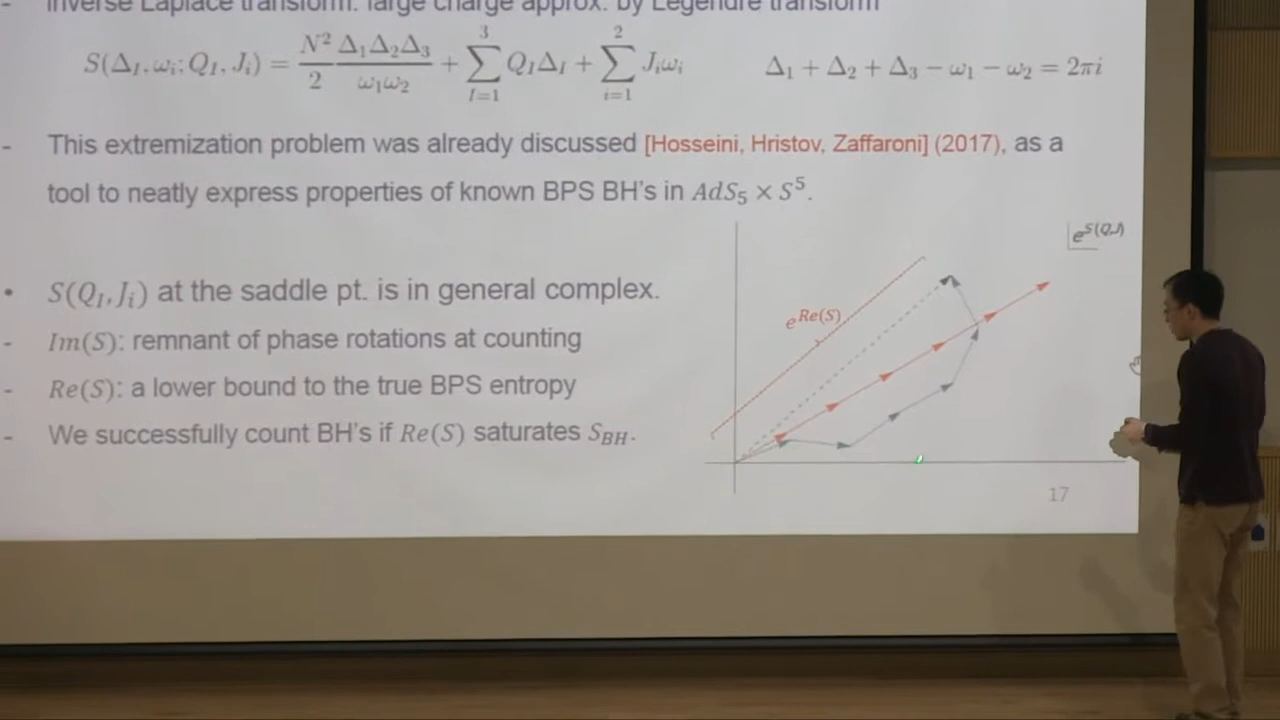 - Inverse Laplace transform: large charge approx. by Legendre transform
S(Δ_I, ω_i; Q_I, J_i) = N²/2 Δ₁Δ₂Δ₃/ω₁ω₂ + ∑_{I=1}^{3} Q_IΔ_I + ∑_{i=1}^{2} J_iω_i Δ₁ + Δ₂ + Δ₃ − ω₁ − ω₂ = 2πi
- This extremization problem was already discussed [Hosseini, Hristov, Zaffaroni] (2017), as a
tool to neatly express properties of known BPS BH's in AdS₅ × S⁵.
e^{S(Q,J)}
• S(Q_I, J_i) at the saddle pt. is in general complex.
e^{Re(S)}
- Im(S): remnant of phase rotations at counting
- Re(S): a lower bound to the true BPS entropy
- We successfully count BH's if Re(S) saturates S_{BH}.
17